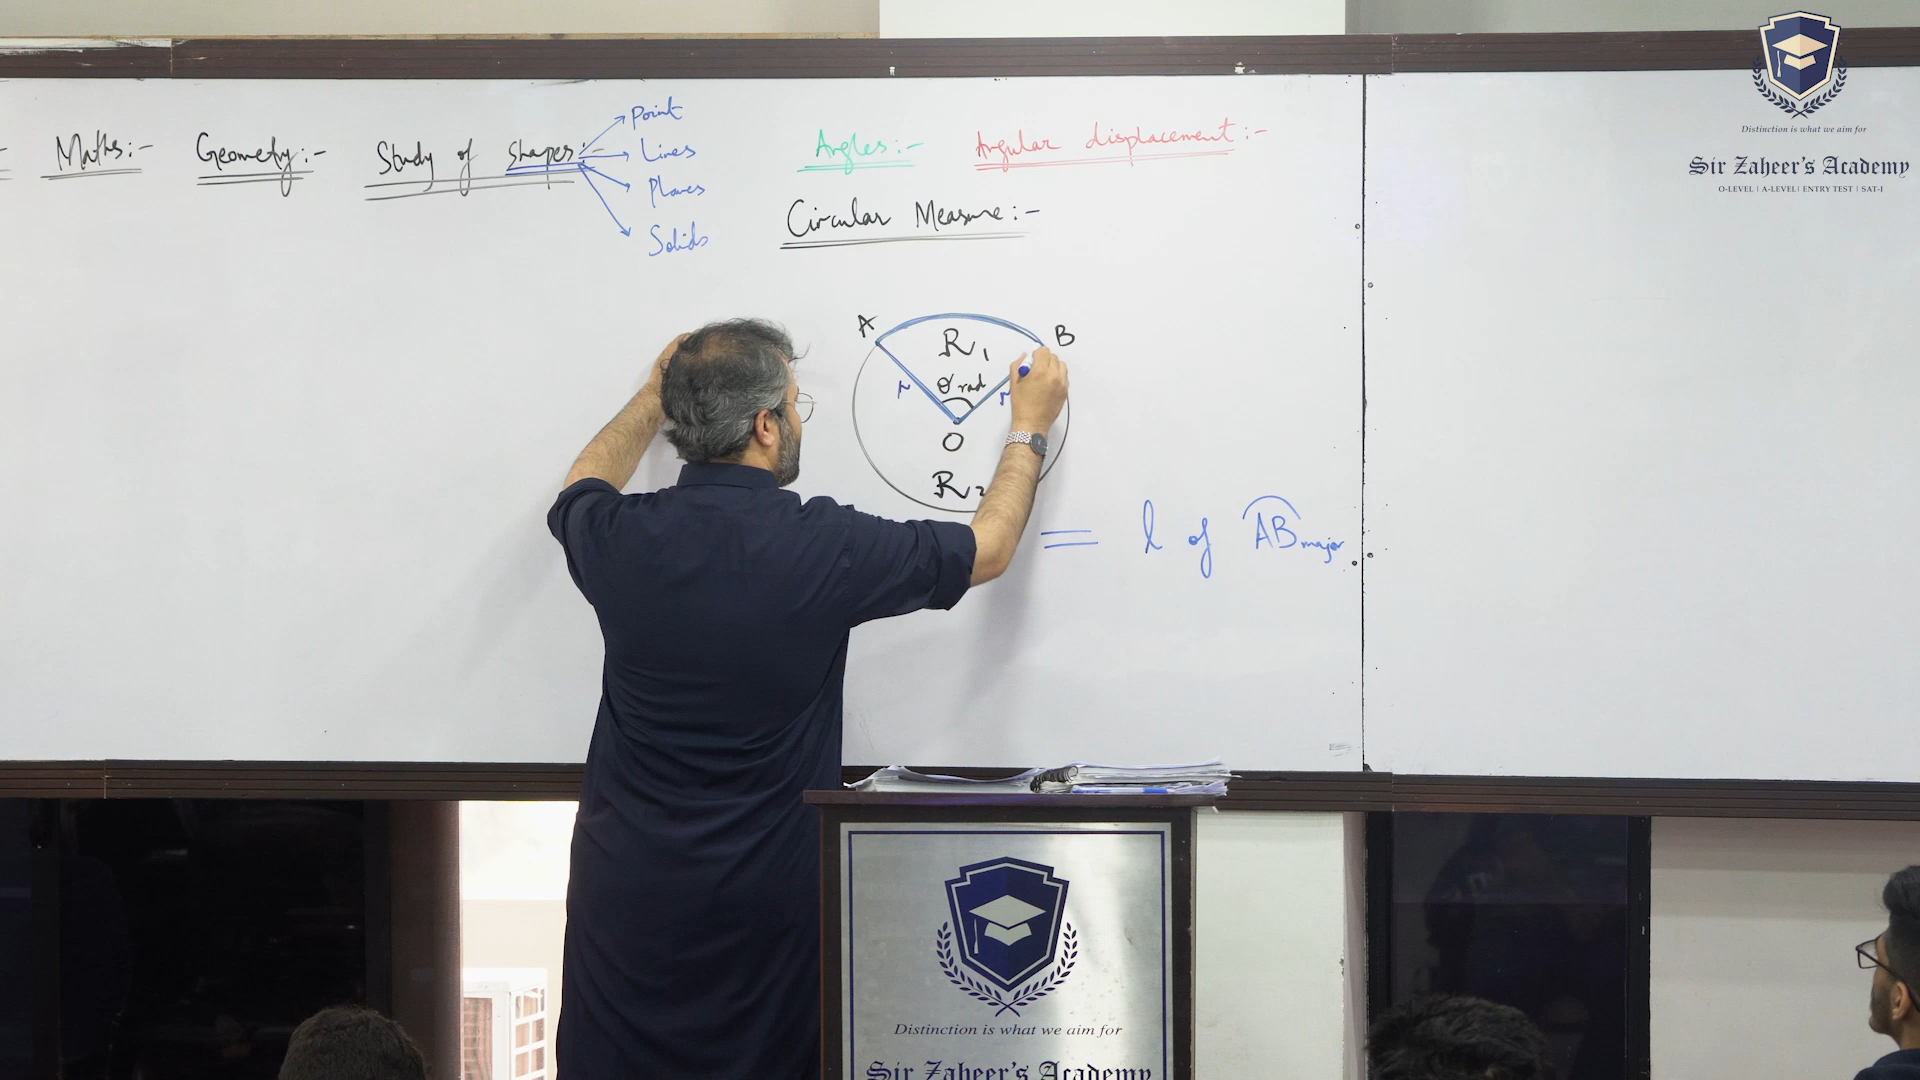 Maths:- Geometry:- Study of shapes:-
Point
Lines
Planes
Solids
Angles:- Angular displacement:-
Circular Measure:-
A
B
R1
θ rad
r
r
O
R2
= l of AB major
Distinction is what we aim for
Sir Zaheer's Academy
O-LEVEL | A-LEVEL | ENTRY TEST | SAT-I
Distinction is what we aim for
Sir Zaheer's Academy